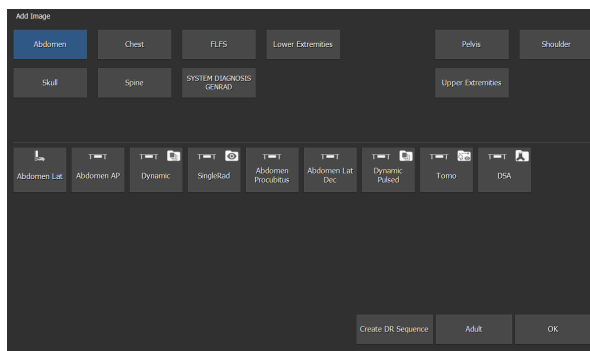 Add Image
Abdomen
Chest
FLFS
Lower Extremities
Pelvis
Shoulder
Skull
Spine
SYSTEM DIAGNOSIS
GENRAD
Upper Extremities
Abdomen Lat
Abdomen AP
Dynamic
SingleRad
Abdomen
Procubitus
Abdomen Lat
Dec
Dynamic
Pulsed
Tomo
DSA
Create DR Sequence
Adult
OK